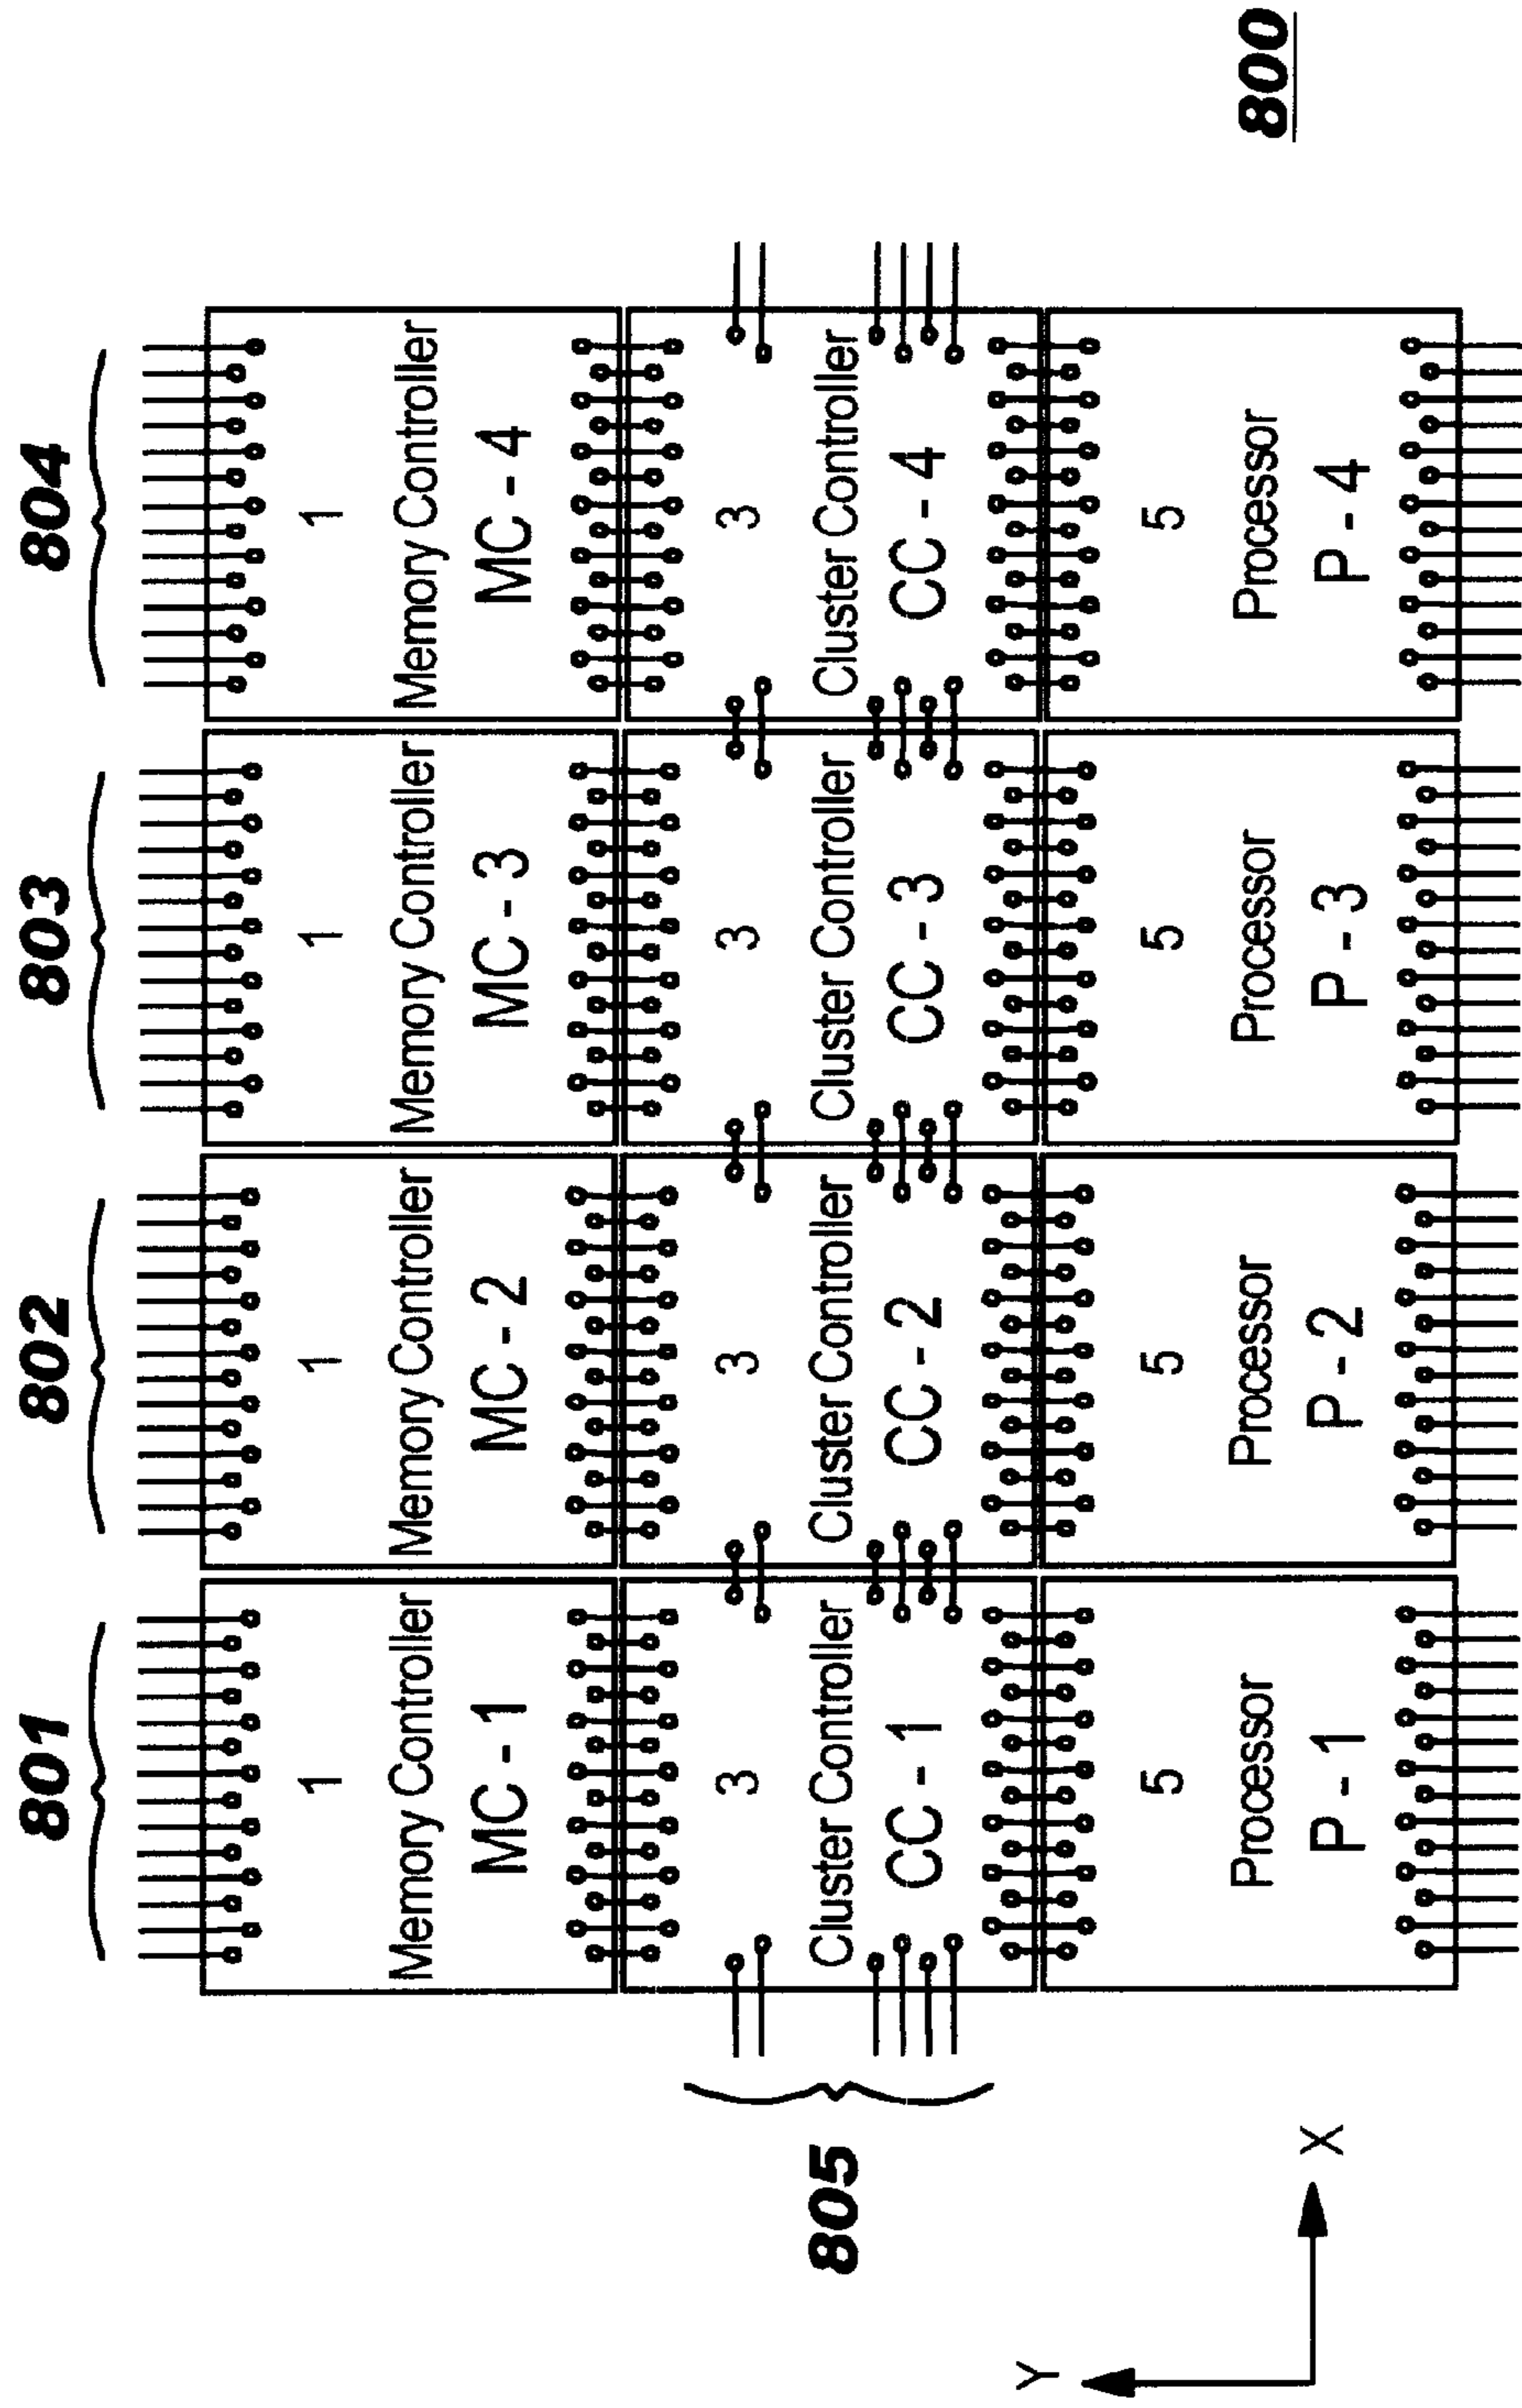 801 802 803 804
1 1 1 1
Memory Controller Memory Controller Memory Controller Memory Controller
MC - 1 MC - 2 MC - 3 MC - 4
3 3 3 3
805
Cluster Controller Cluster Controller Cluster Controller Cluster Controller
CC - 1 CC - 2 CC - 3 CC - 4
5 5 5 5
Processor Processor Processor Processor
P - 1 P - 2 P - 3 P - 4
Y
X
800